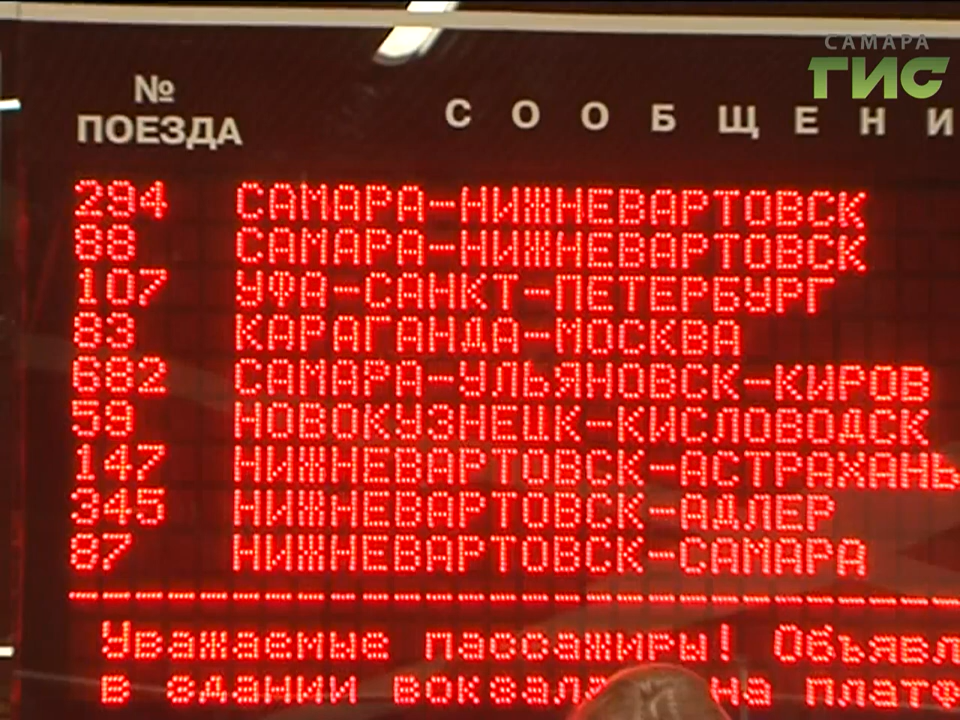 САМАРА
ГИС
№
ПОЕЗДА
СООБЩЕНИ
294 САМАРА-НИЖНЕВАРТОВСК
88 САМАРА-НИЖНЕВАРТОВСК
107 УФА-САНКТ-ПЕТЕРБУРГ
83 КАРАГАНДА-МОСКВА
682 САМАРА-УЛЬЯНОВСК-КИРОВ
59 НОВОКУЗНЕЦК-КИСЛОВОДСК
147 НИЖНЕВАРТОВСК-АСТРАХАНЬ
345 НИЖНЕВАРТОВСК-АДЛЕР
87 НИЖНЕВАРТОВСК-САМАРА
Уважаемые пассажиры! Объявл
в здании вокзала на платф